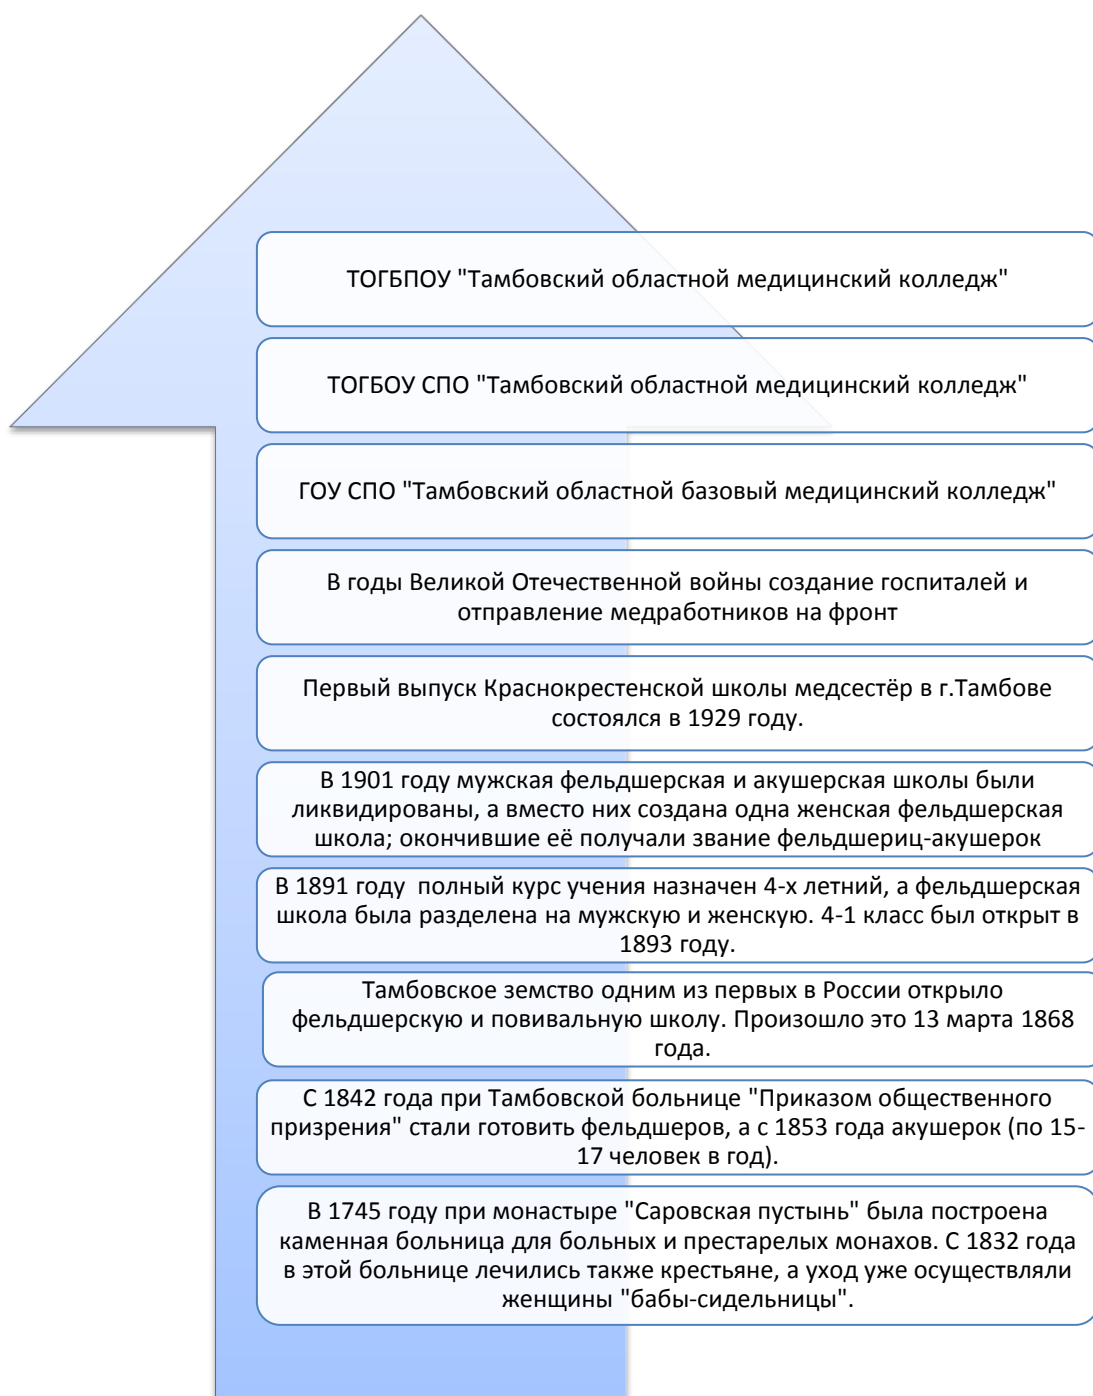 ТОГБПОУ "Тамбовский областной медицинский колледж"
ТОГБОУ СПО "Тамбовский областной медицинский колледж"
ГОУ СПО "Тамбовский областной базовый медицинский колледж"
В годы Великой Отечественной войны создание госпиталей и
отправление медработников на фронт
Первый выпуск Краснокрестенской школы медсестёр в г.Тамбове
состоялся в 1929 году.
В 1901 году мужская фельдшерская и акушерская школы были
ликвидированы, а вместо них создана одна женская фельдшерская
школа; окончившие её получали звание фельдшериц-акушерок
В 1891 году  полный курс учения назначен 4-х летний, а фельдшерская
школа была разделена на мужскую и женскую. 4-1 класс был открыт в
1893 году.
Тамбовское земство одним из первых в России открыло
фельдшерскую и повивальную школу. Произошло это 13 марта 1868
года.
С 1842 года при Тамбовской больнице "Приказом общественного
призрения" стали готовить фельдшеров, а с 1853 года акушерок (по 15-
17 человек в год).
В 1745 году при монастыре "Саровская пустынь" была построена
каменная больница для больных и престарелых монахов. С 1832 года
в этой больнице лечились также крестьяне, а уход уже осуществляли
женщины "бабы-сидельницы".